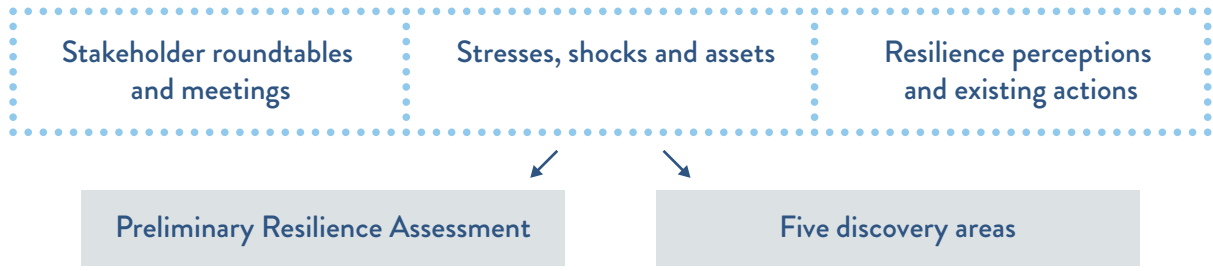 Stakeholder roundtables
and meetings
Stresses, shocks and assets
Resilience perceptions
and existing actions
Preliminary Resilience Assessment
Five discovery areas